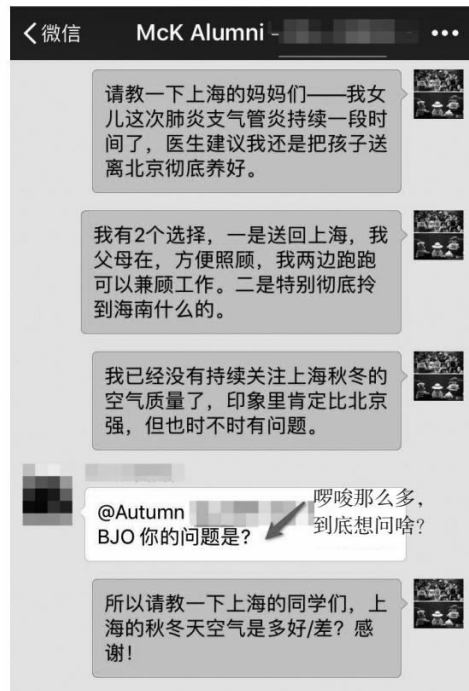 微信
McK Alumni -
请教一下上海的妈妈们——我女
儿这次肺炎支气管炎持续一段时
间了，医生建议我还是把孩子送
离北京彻底养好。
我有2个选择，一是送回上海，我
父母在，方便照顾，我两边跑跑
可以兼顾工作。二是特别彻底拎
到海南什么的。
我已经没有持续关注上海秋冬的
空气质量了，印象里肯定比北京
强，但也时不时有问题。
@Autumn
BJO 你的问题是？
啰唆那么多，
到底想问啥？
所以请教一下上海的同学们，上
海的秋冬天空气是多好/差？感
谢！